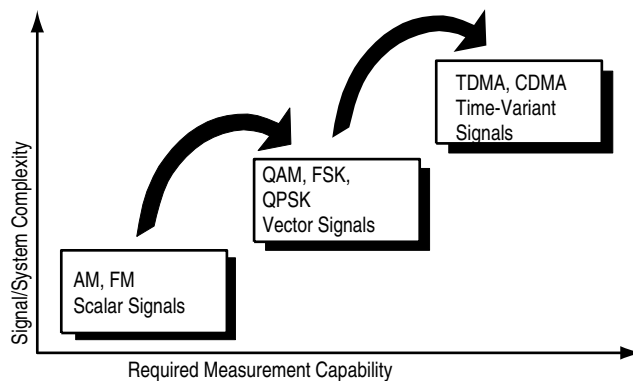 Signal/System Complexity
TDMA, CDMA
Time-Variant
Signals
QAM, FSK,
QPSK
Vector Signals
AM, FM
Scalar Signals
Required Measurement Capability